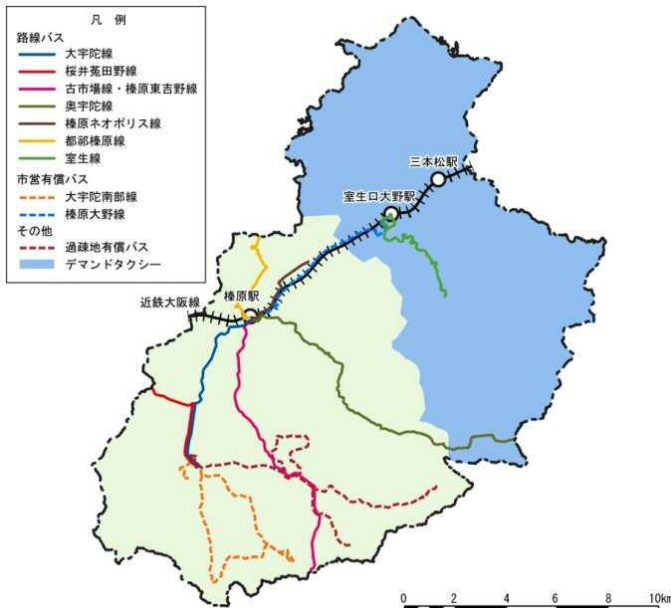 凡 例
路線バス
大宇陀線
桜井菟田野線
古市場線・榛原東吉野線
奥宇陀線
榛原ネオポリス線
都祁榛原線
室生線
市営有償バス
大宇陀南部線
榛原大野線
その他
過疎地有償バス
デマンドタクシー
三本松駅
室生口大野駅
近鉄大阪線
榛原駅
0 2 4 6 8 10km